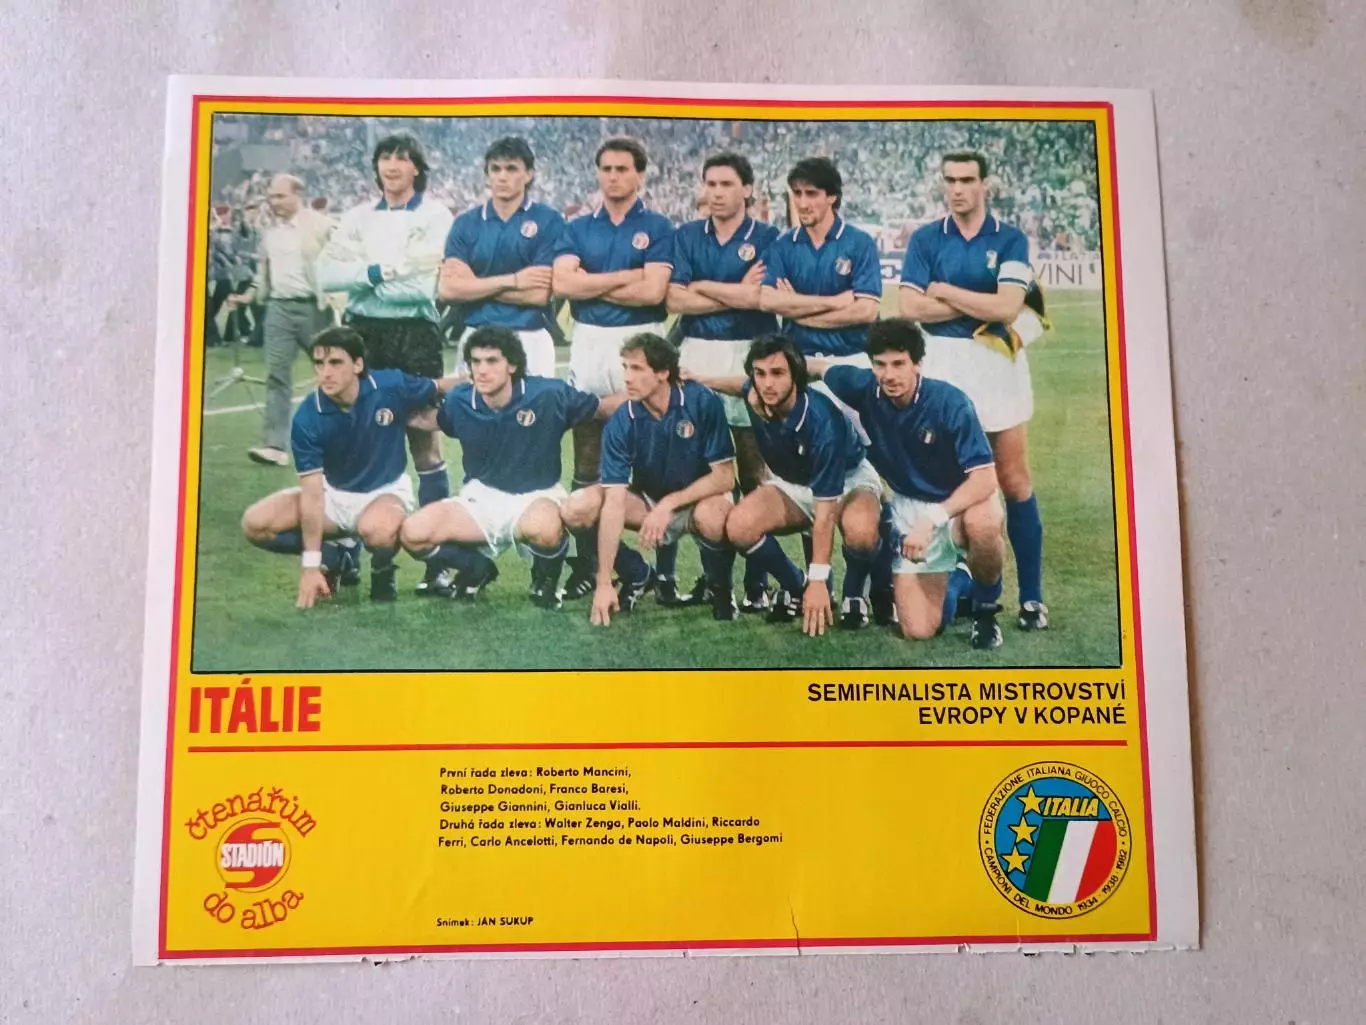 VINI
ITÁLIE
SEMIFINALISTA MISTROVSTVÍ
EVROPY V KOPANÉ
První řada zleva: Roberto Mancini,
Roberto Donadoni, Franco Baresi,
Giuseppe Giannini, Gianluca Vialli.
Druhá řada zleva: Walter Zenga, Paolo Maldini, Riccardo
Ferri, Carlo Ancelotti, Fernando de Napoli, Giuseppe Bergomi
Snímek: JAN SUKUP
čtenářům
STADIÓN
do alba
FEDERAZIONE ITALIANA GIUOCO CALCIO
ITALIA
CAMPIONI DEL MONDO 1934·1938·1982